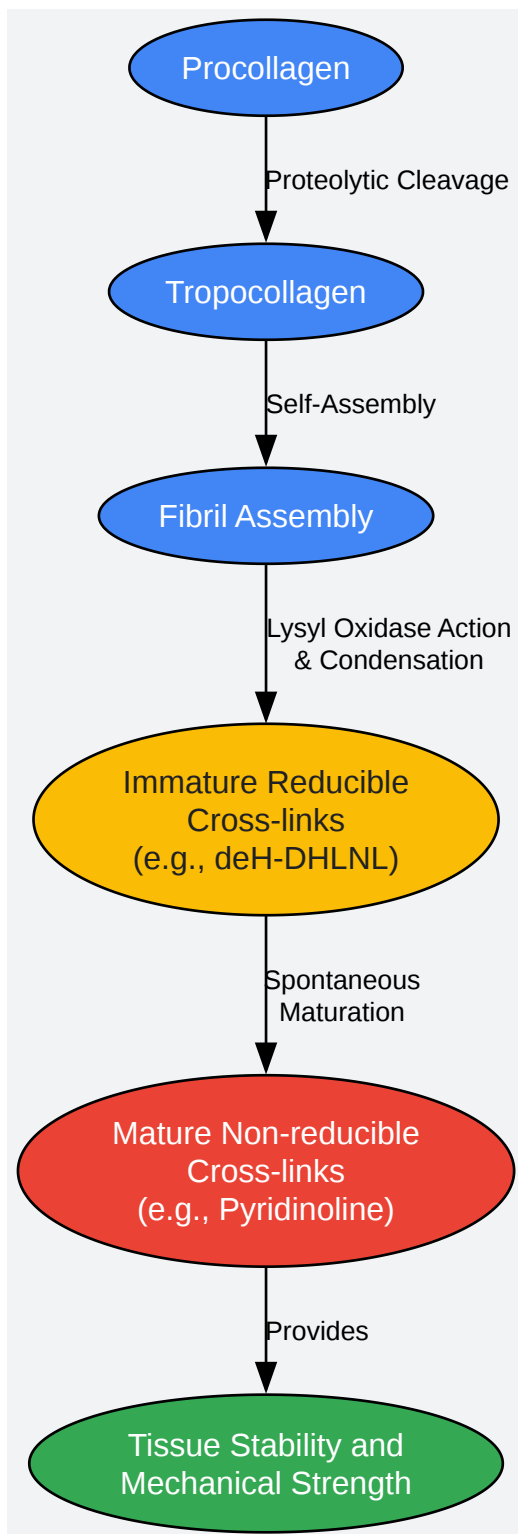 Procollagen
Proteolytic Cleavage
Tropocollagen
Self-Assembly
Fibril Assembly
Lysyl Oxidase Action
& Condensation
Immature Reducible
Cross-links
(e.g., deH-DHLNL)
Spontaneous
Maturation
Mature Non-reducible
Cross-links
(e.g., Pyridinoline)
Provides
Tissue Stability and
Mechanical Strength